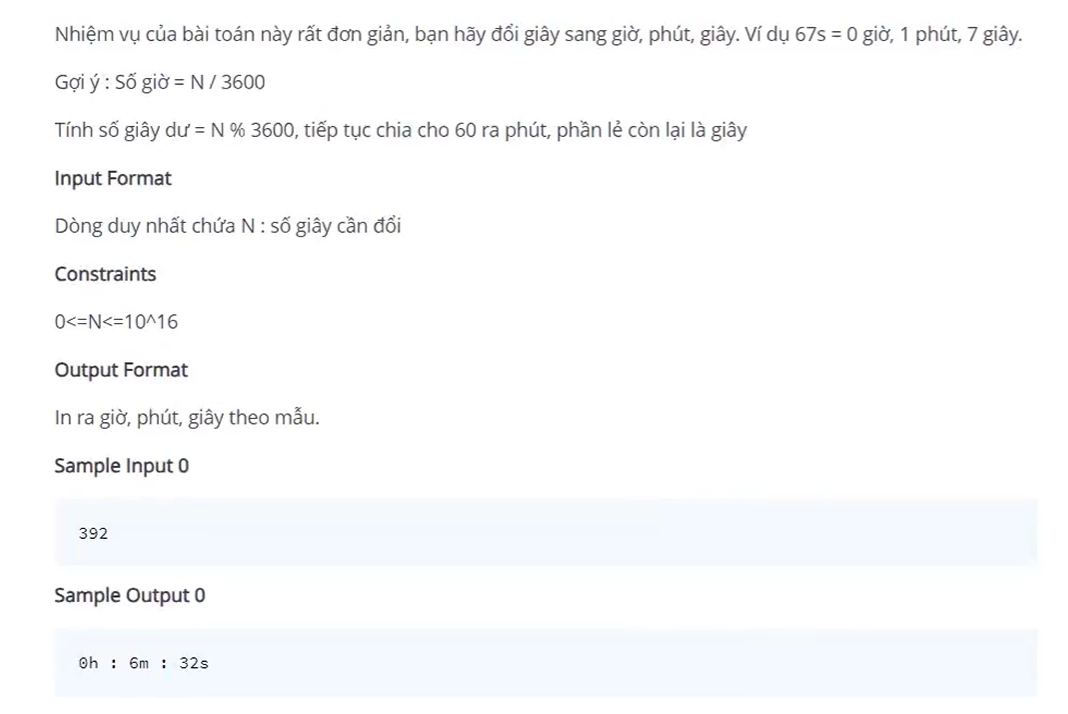 Nhiệm vụ của bài toán này rất đơn giản, bạn hãy đổi giây sang giờ, phút, giây. Ví dụ 67s = 0 giờ, 1 phút, 7 giây.
Gợi ý : Số giờ = N / 3600
Tính số giây dư = N % 3600, tiếp tục chia cho 60 ra phút, phần lẻ còn lại là giây
Input Format
Dòng duy nhất chứa N : số giây cần đổi
Constraints
0<=N<=10^16
Output Format
In ra giờ, phút, giây theo mẫu.
Sample Input 0
392
Sample Output 0
0h : 6m : 32s